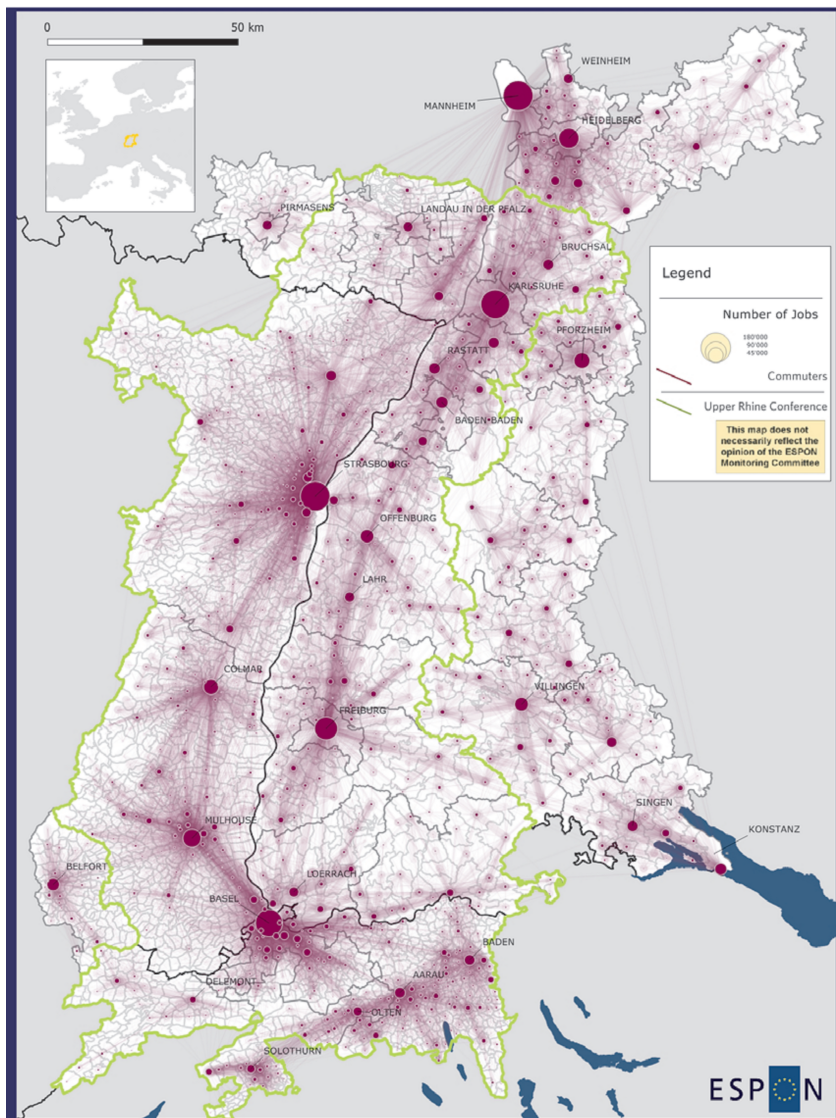 0 50 km
WEINHEIM
MANNHEIM
HEIDELBERG
PIRMASENS
LANDAU IN DER PFALZ
BRUCHSAL
KARLSRUHE
PFORZHEIM
RASTATT
BADEN-BADEN
STRASBOURG
OFFENBURG
LAHR
COLMAR
VILLINGEN
FREIBURG
SINGEN
MULHOUSE
KONSTANZ
BELFORT
LOERRACH
BASEL
BADEN
DELEMONT
AARAU
OLTEN
SOLOTHURN
Legend
Number of Jobs
180'000
90'000
45'000
Commuters
Upper Rhine Conference
This map does not
necessarily reflect the
opinion of the ESPON
Monitoring Committee
ESPON